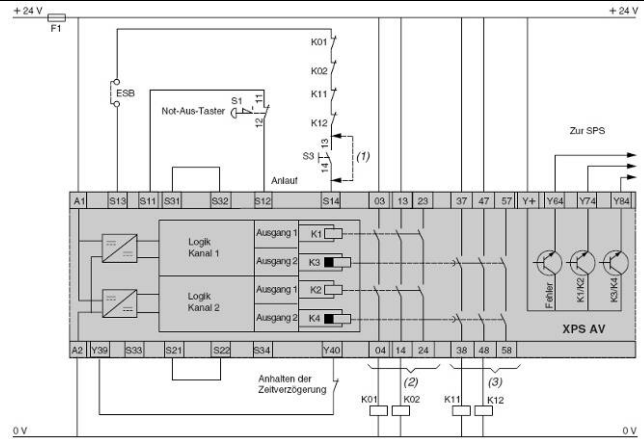 + 24 V
+ 24 V
F1
K01
K02
ESB
K11
S1
11
Not-Aus-Taster
12
K12
13
Zur SPS
S3
(1)
14
Anlauf
A1 S13 S11 S31 S32 S12 S14 03 13 23 37 47 57 Y+ Y64 Y74 Y84
Logik
Kanal 1
Ausgang 1
K1
Ausgang 2
K3
Logik
Kanal 2
Ausgang 1
K2
Ausgang 2
K4
Fehler
K1/K2
K3/K4
XPS AV
A2 Y39 S33 S21 S22 S34 Y40 04 14 24 38 48 58
Anhalten der
Zeitverzögerung
(2)
(3)
K01
K02
K11
K12
0 V
0 V